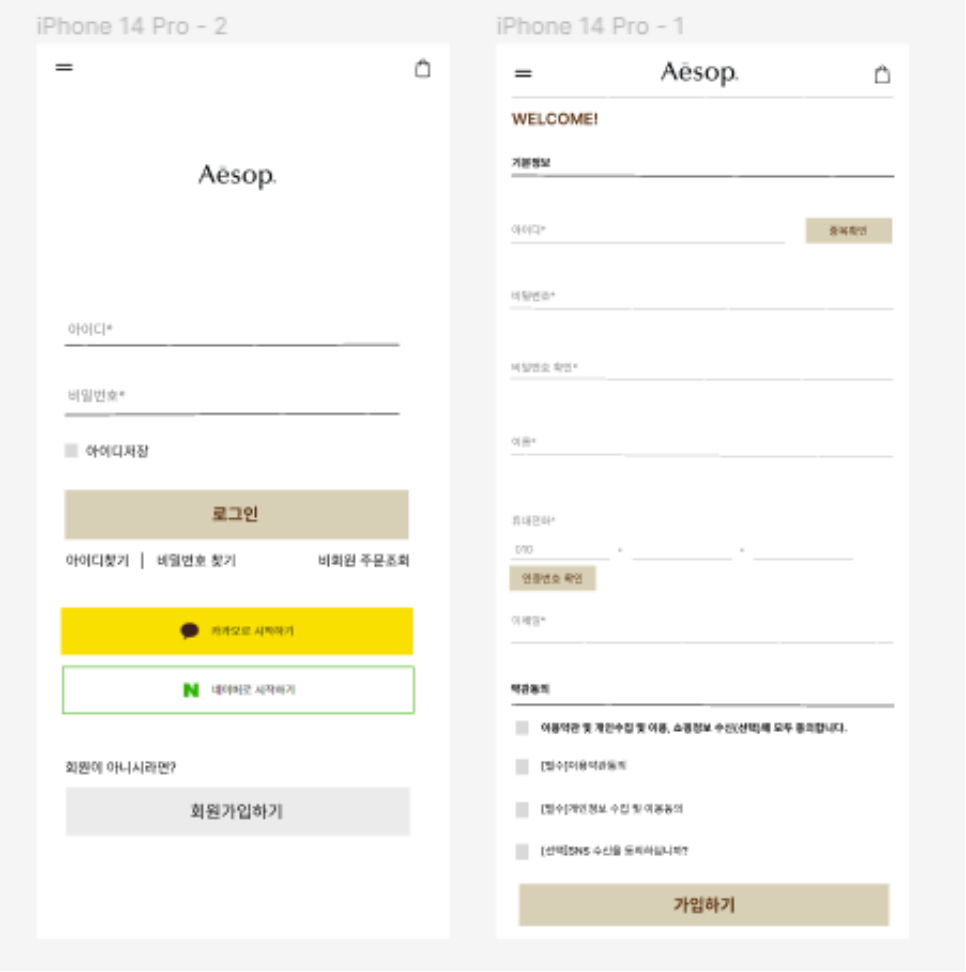 iPhone 14 Pro - 2
Aēsop.
아이디*
비밀번호*
아이디저장
로그인
아이디찾기 | 비밀번호 찾기 비회원 주문조회
카카오로 시작하기
N 네이버로 시작하기
회원이 아니시라면?
회원가입하기
iPhone 14 Pro - 1
Aēsop.
WELCOME!
기본정보
아이디* 중복확인
비밀번호*
비밀번호 확인*
이름*
휴대전화*
010 - -
인증번호 확인
이메일*
약관동의
이용약관 및 개인수집 및 이용, 쇼핑정보 수신(선택)에 모두 동의합니다.
[필수]이용약관동의
[필수]개인정보 수집 및 이용동의
[선택]SNS 수신을 동의하십니까?
가입하기